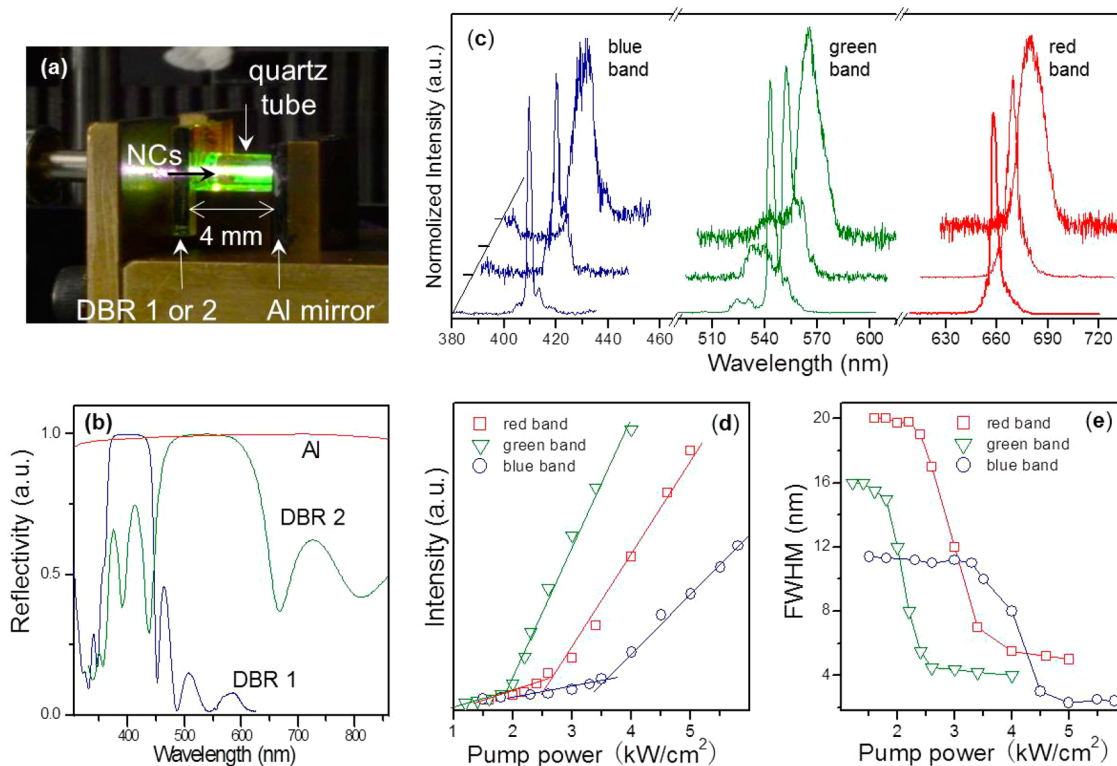 (a)
quartz
tube
NCs
4 mm
DBR 1 or 2
Al mirror
(c)
blue
band
green
band
red
band
Normalized Intensity (a.u.)
380 400 420 440 460 510 540 570 600 630 660 690 720
Wavelength (nm)
(b)
1.0
0.5
0.0
Al
DBR 2
DBR 1
Reflectivity (a.u.)
400 500 600 700 800
Wavelength (nm)
(d)
red band
green band
blue band
Intensity (a.u.)
1 2 3 4 5 6
Pump power (kW/cm²)
(e)
red band
green band
blue band
20
16
12
8
4
FWHM (nm)
2 3 4 5
Pump power (kW/cm²)